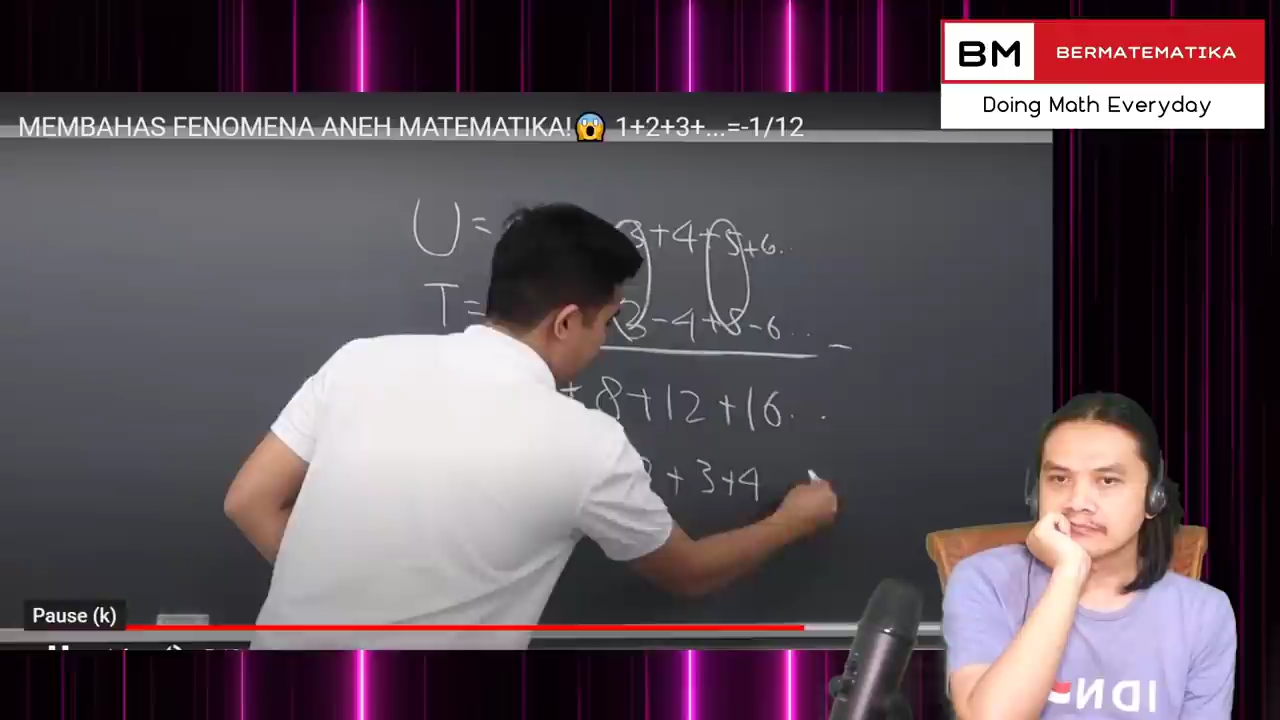 BM BERMATEMATIKA
Doing Math Everyday
MEMBAHAS FENOMENA ANEH MATEMATIKA!😱 1+2+3+...=-1/12
U = 3+4+5+6..
T = 3-4+5-6... -
+ 8+12+16...
+3+4
Pause (k)
IDN